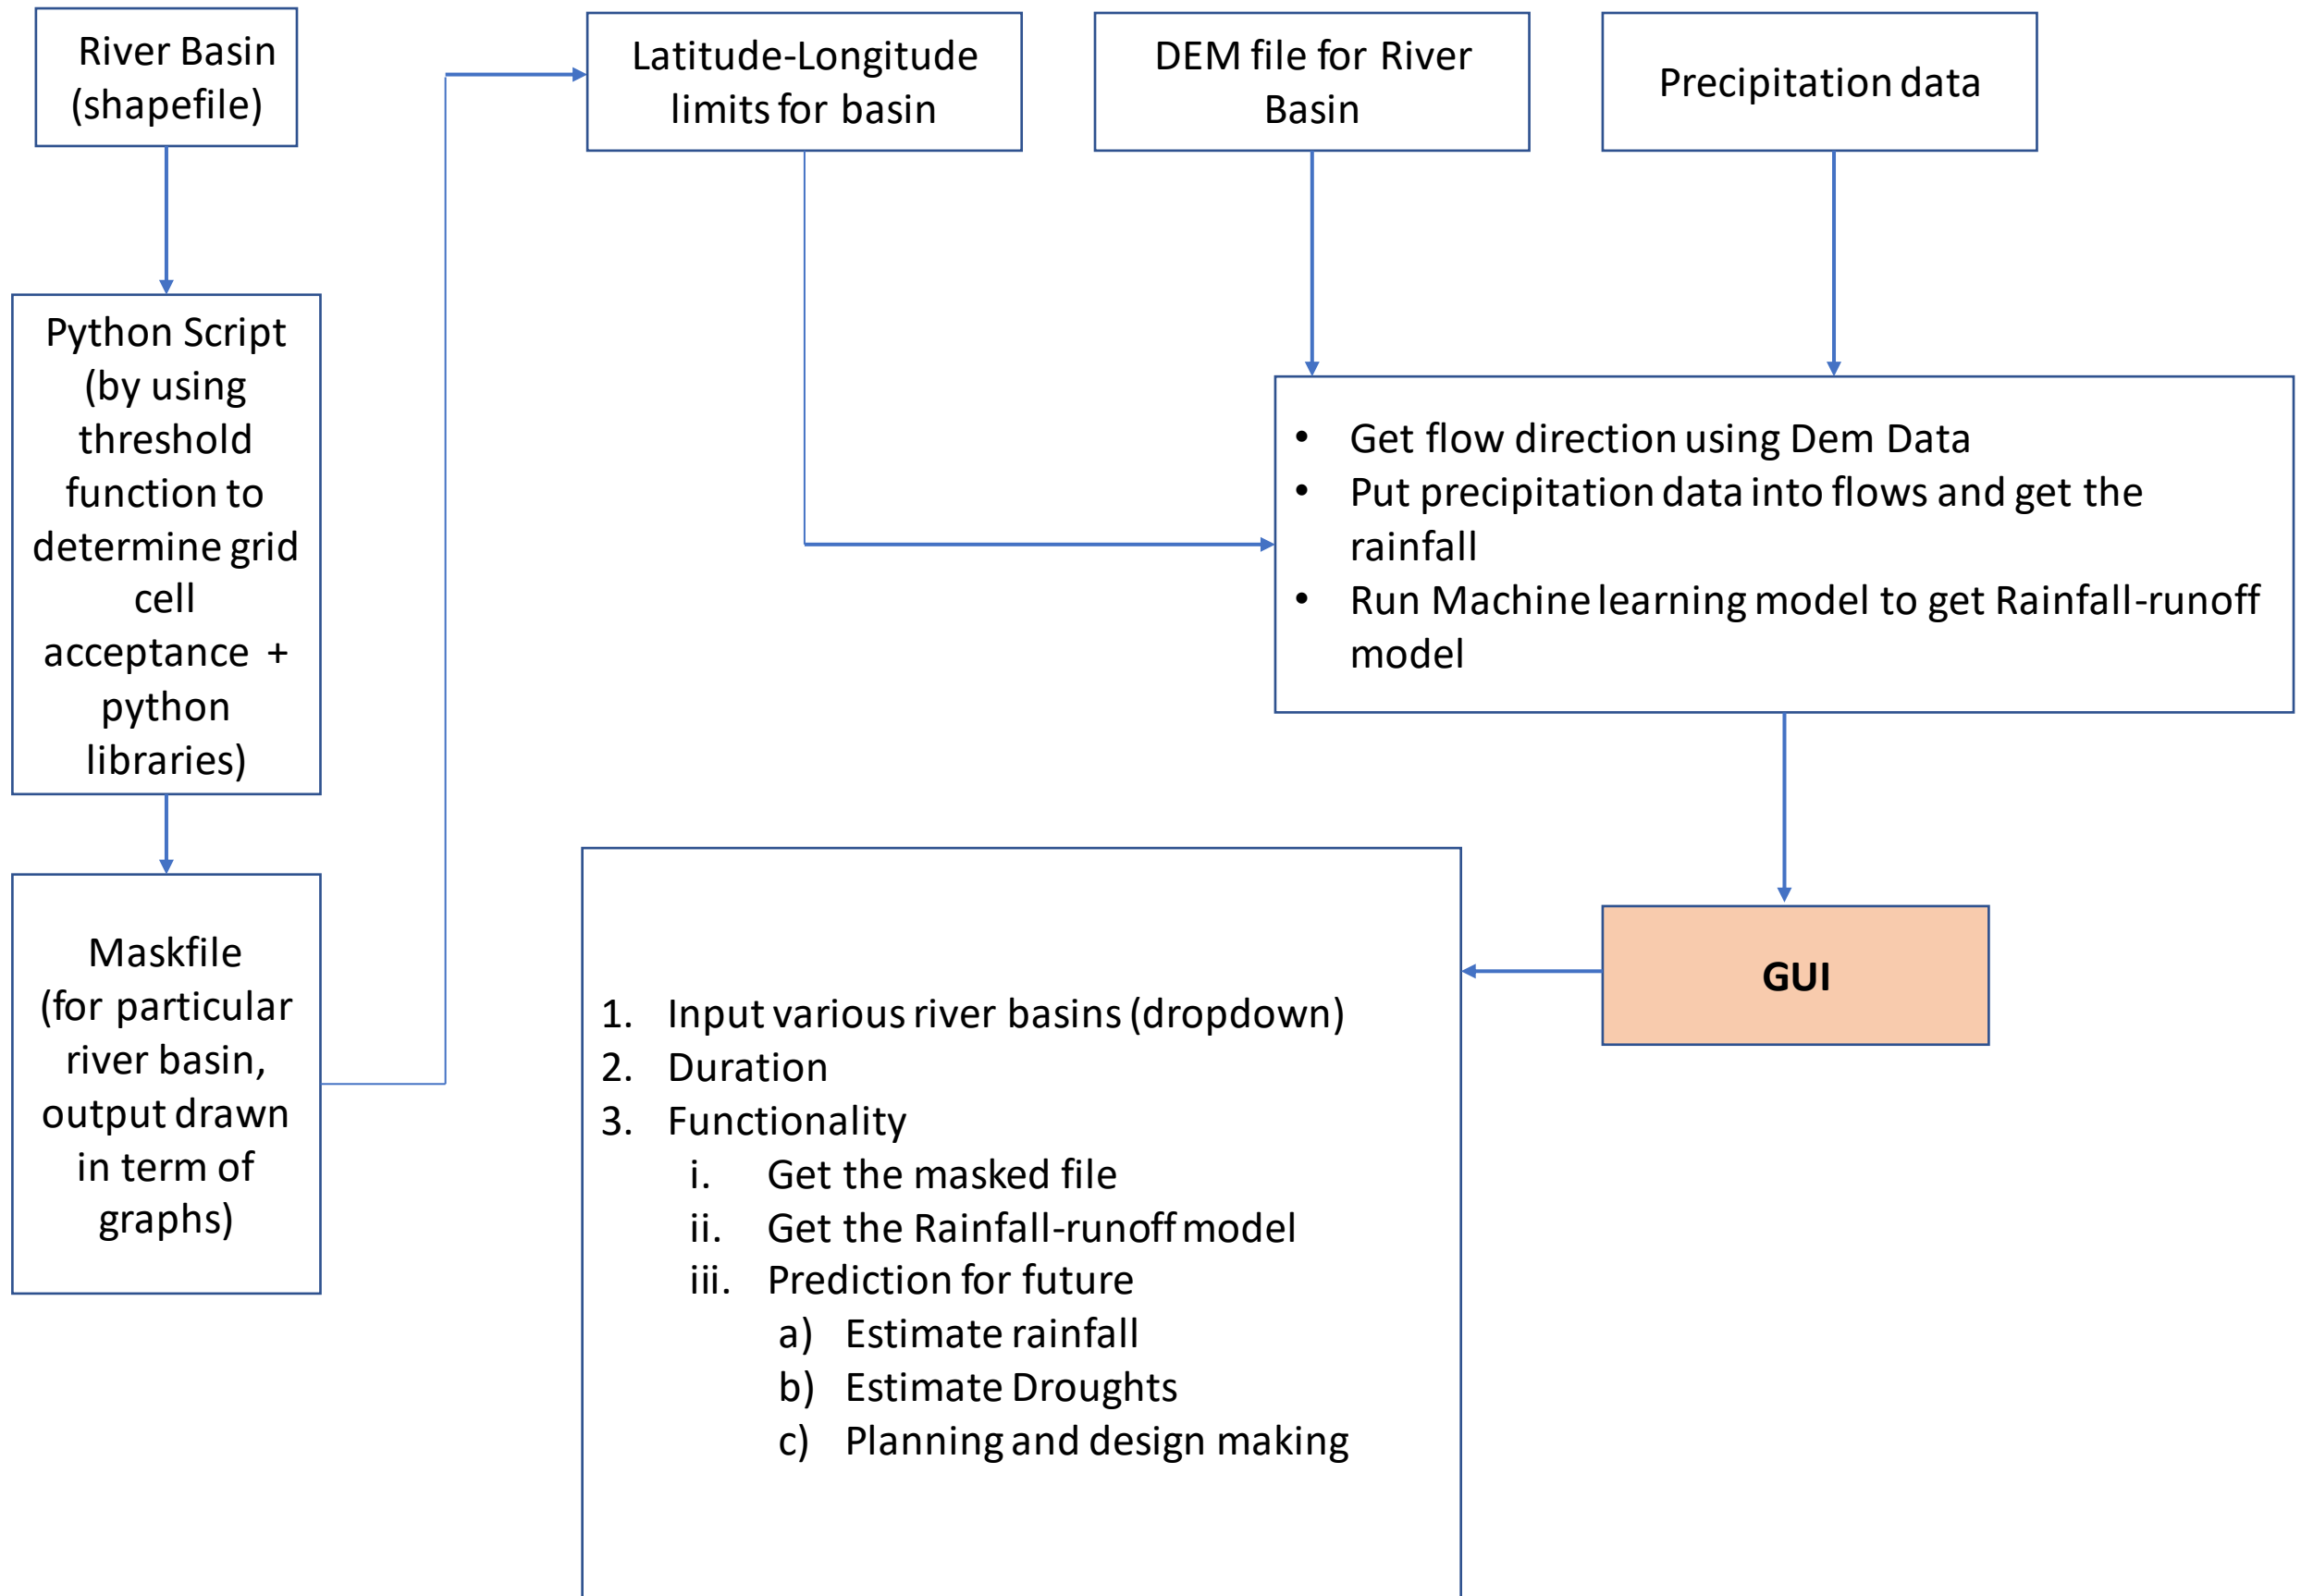 River Basin
(shapefile)
Python Script
(by using
threshold
function to
determine grid
cell
acceptance +
python
libraries)
Maskfile
(for particular
river basin,
output drawn
in term of
graphs)
Latitude-Longitude
limits for basin
DEM file for River
Basin
Precipitation data
• Get flow direction using Dem Data
• Put precipitation data into flows and get the
rainfall
• Run Machine learning model to get Rainfall-runoff
model
GUI
1. Input various river basins (dropdown)
2. Duration
3. Functionality
i. Get the masked file
ii. Get the Rainfall-runoff model
iii. Prediction for future
a) Estimate rainfall
b) Estimate Droughts
c) Planning and design making